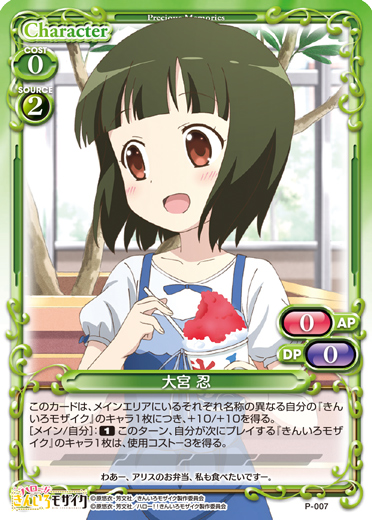 Precious Memories
Character
COST
0
SOURCE
2
0 AP
DP 0
大宮 忍
このカードは、メインエリアにいるそれぞれ名称の異なる自分の『きん
いろモザイク』のキャラ1枚につき、+10/+10を得る。
[メイン/自分]:1 このターン、自分が次にプレイする『きんいろモザ
イク』のキャラ1枚は、使用コスト-3を得る。
わあー、アリスのお弁当、私も食べたいですー。
ハロー!!
きんいろモザイク
©原悠衣・芳文社/きんいろモザイク製作委員会
©原悠衣・芳文社/ハロー!!きんいろモザイク製作委員会
P-007